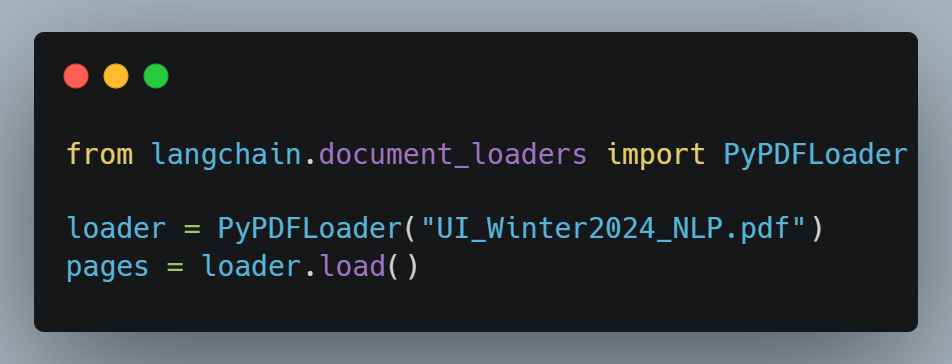 from langchain.document_loaders import PyPDFLoader
loader = PyPDFLoader("UI_Winter2024_NLP.pdf")
pages = loader.load()